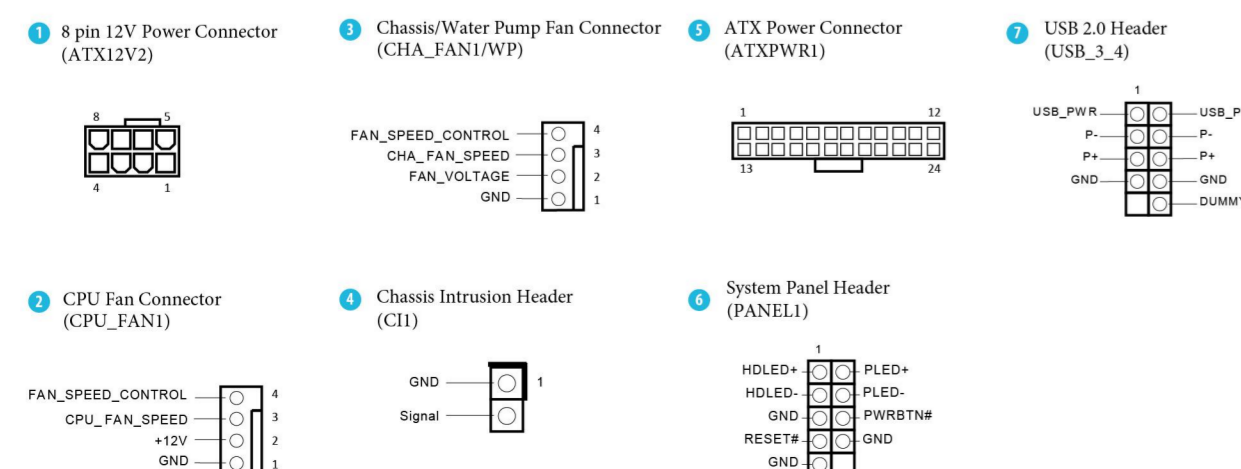 1 8 pin 12V Power Connector
(ATX12V2)
8 5
4 1
2 CPU Fan Connector
(CPU_FAN1)
FAN_SPEED_CONTROL 4
CPU_FAN_SPEED 3
+12V 2
GND 1
3 Chassis/Water Pump Fan Connector
(CHA_FAN1/WP)
FAN_SPEED_CONTROL 4
CHA_FAN_SPEED 3
FAN_VOLTAGE 2
GND 1
4 Chassis Intrusion Header
(CI1)
GND 1
Signal
5 ATX Power Connector
(ATXPWR1)
1 12
13 24
6 System Panel Header
(PANEL1)
1
HDLED+ PLED+
HDLED- PLED-
GND PWRBTN#
RESET# GND
GND
7 USB 2.0 Header
(USB_3_4)
1
USB_PWR USB_P
P- P-
P+ P+
GND GND
DUMMY